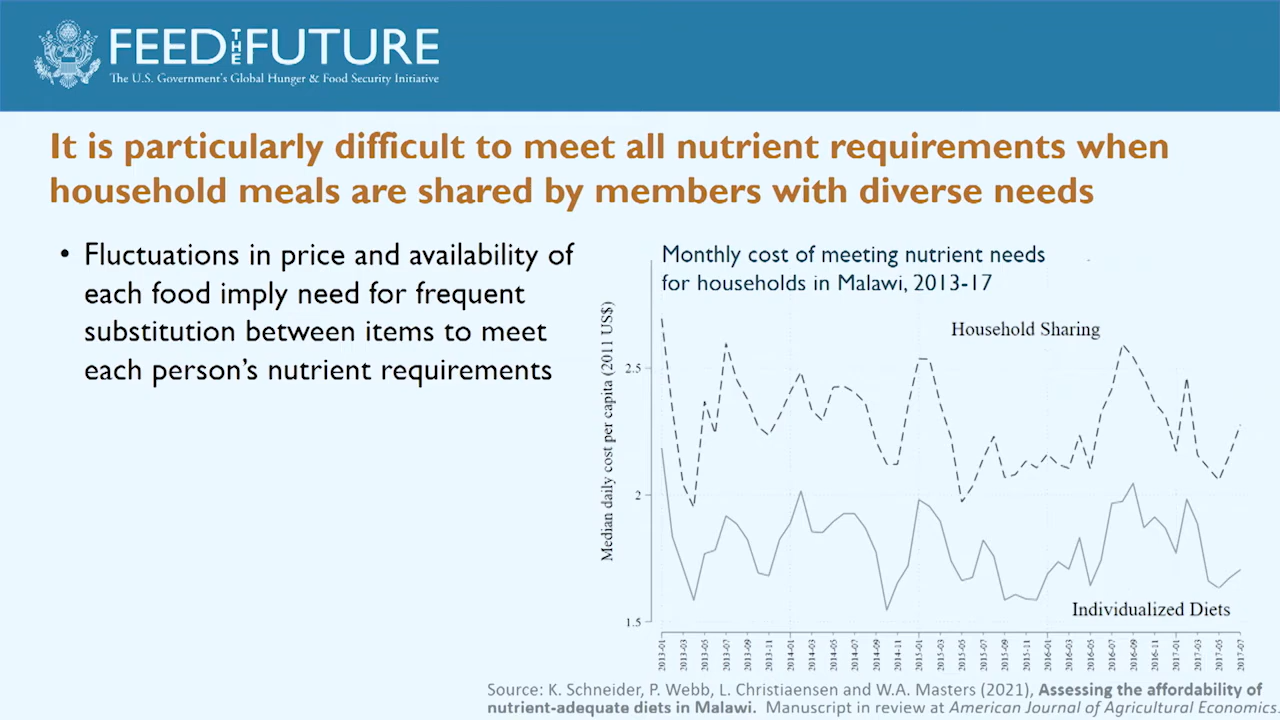 FEED THE FUTURE
The U.S. Government's Global Hunger & Food Security Initiative
It is particularly difficult to meet all nutrient requirements when
household meals are shared by members with diverse needs
• Fluctuations in price and availability of
each food imply need for frequent
substitution between items to meet
each person's nutrient requirements
Monthly cost of meeting nutrient needs
for households in Malawi, 2013-17
Household Sharing
Median daily cost per capita (2011 US$)
2.5
2
1.5
Individualized Diets
2013-01
2013-03
2013-05
2013-07
2013-09
2013-11
2014-01
2014-03
2014-05
2014-07
2014-09
2014-11
2015-01
2015-03
2015-05
2015-07
2015-09
2015-11
2016-01
2016-03
2016-05
2016-07
2016-09
2016-11
2017-01
2017-05
2017-07
Source: K. Schneider, P. Webb, L. Christiaensen and W.A. Masters (2021), Assessing the affordability of
nutrient-adequate diets in Malawi. Manuscript in review at American Journal of Agricultural Economics.